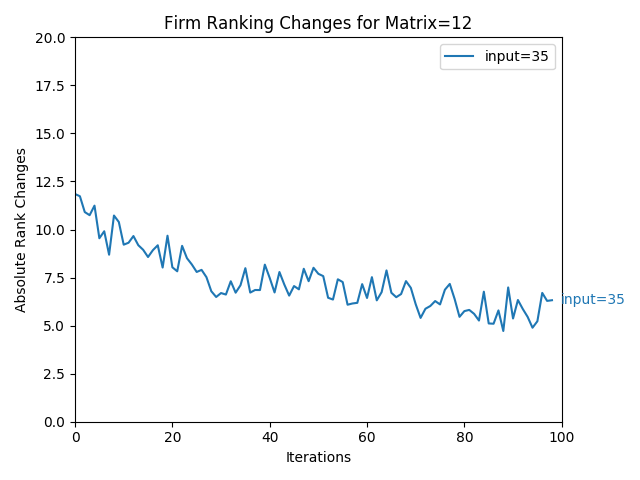 Firm Ranking Changes for Matrix=12
20.0
17.5
15.0
12.5
10.0
7.5
5.0
2.5
0.0
Absolute Rank Changes
input=35
input=35
0 20 40 60 80 100
Iterations